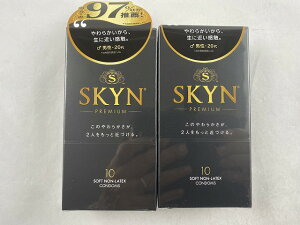 97%が
推薦!
やわらかいから、
生に近い感触。
♂男性・20代
S
SKYN®
PREMIUM
このやわらかさが、
2人をもっと近づける。
10
SOFT NON-LATEX
CONDOMS
やわらかいから、
生に近い感触。
♂男性・20代
S
SKYN®
PREMIUM
このやわらかさが、
2人をもっと近づける。
10
SOFT NON-LATEX
CONDOMS